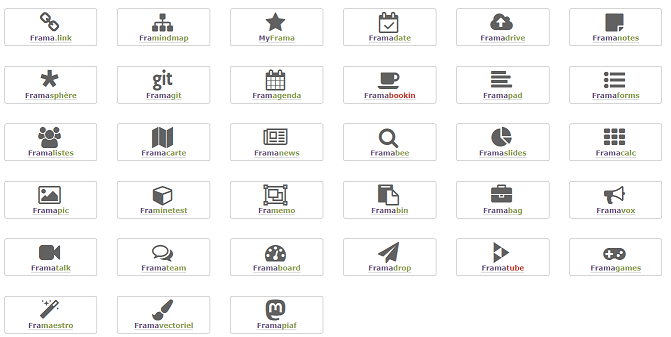 Frama.link
Framindmap
MyFrama
Framadate
Framadrive
Framanotes
Framasphère
git
Framagit
Framagenda
Framabookin
Framapad
Framaforms
Framalistes
Framacarte
Framanews
Framabee
Framaslides
Framacalc
Framapic
Framinetest
Framemo
Framabin
Framabag
Framavox
Framatalk
Framateam
Framaboard
Framadrop
Framatube
Framagames
Framaestro
Framavectoriel
Framapiaf